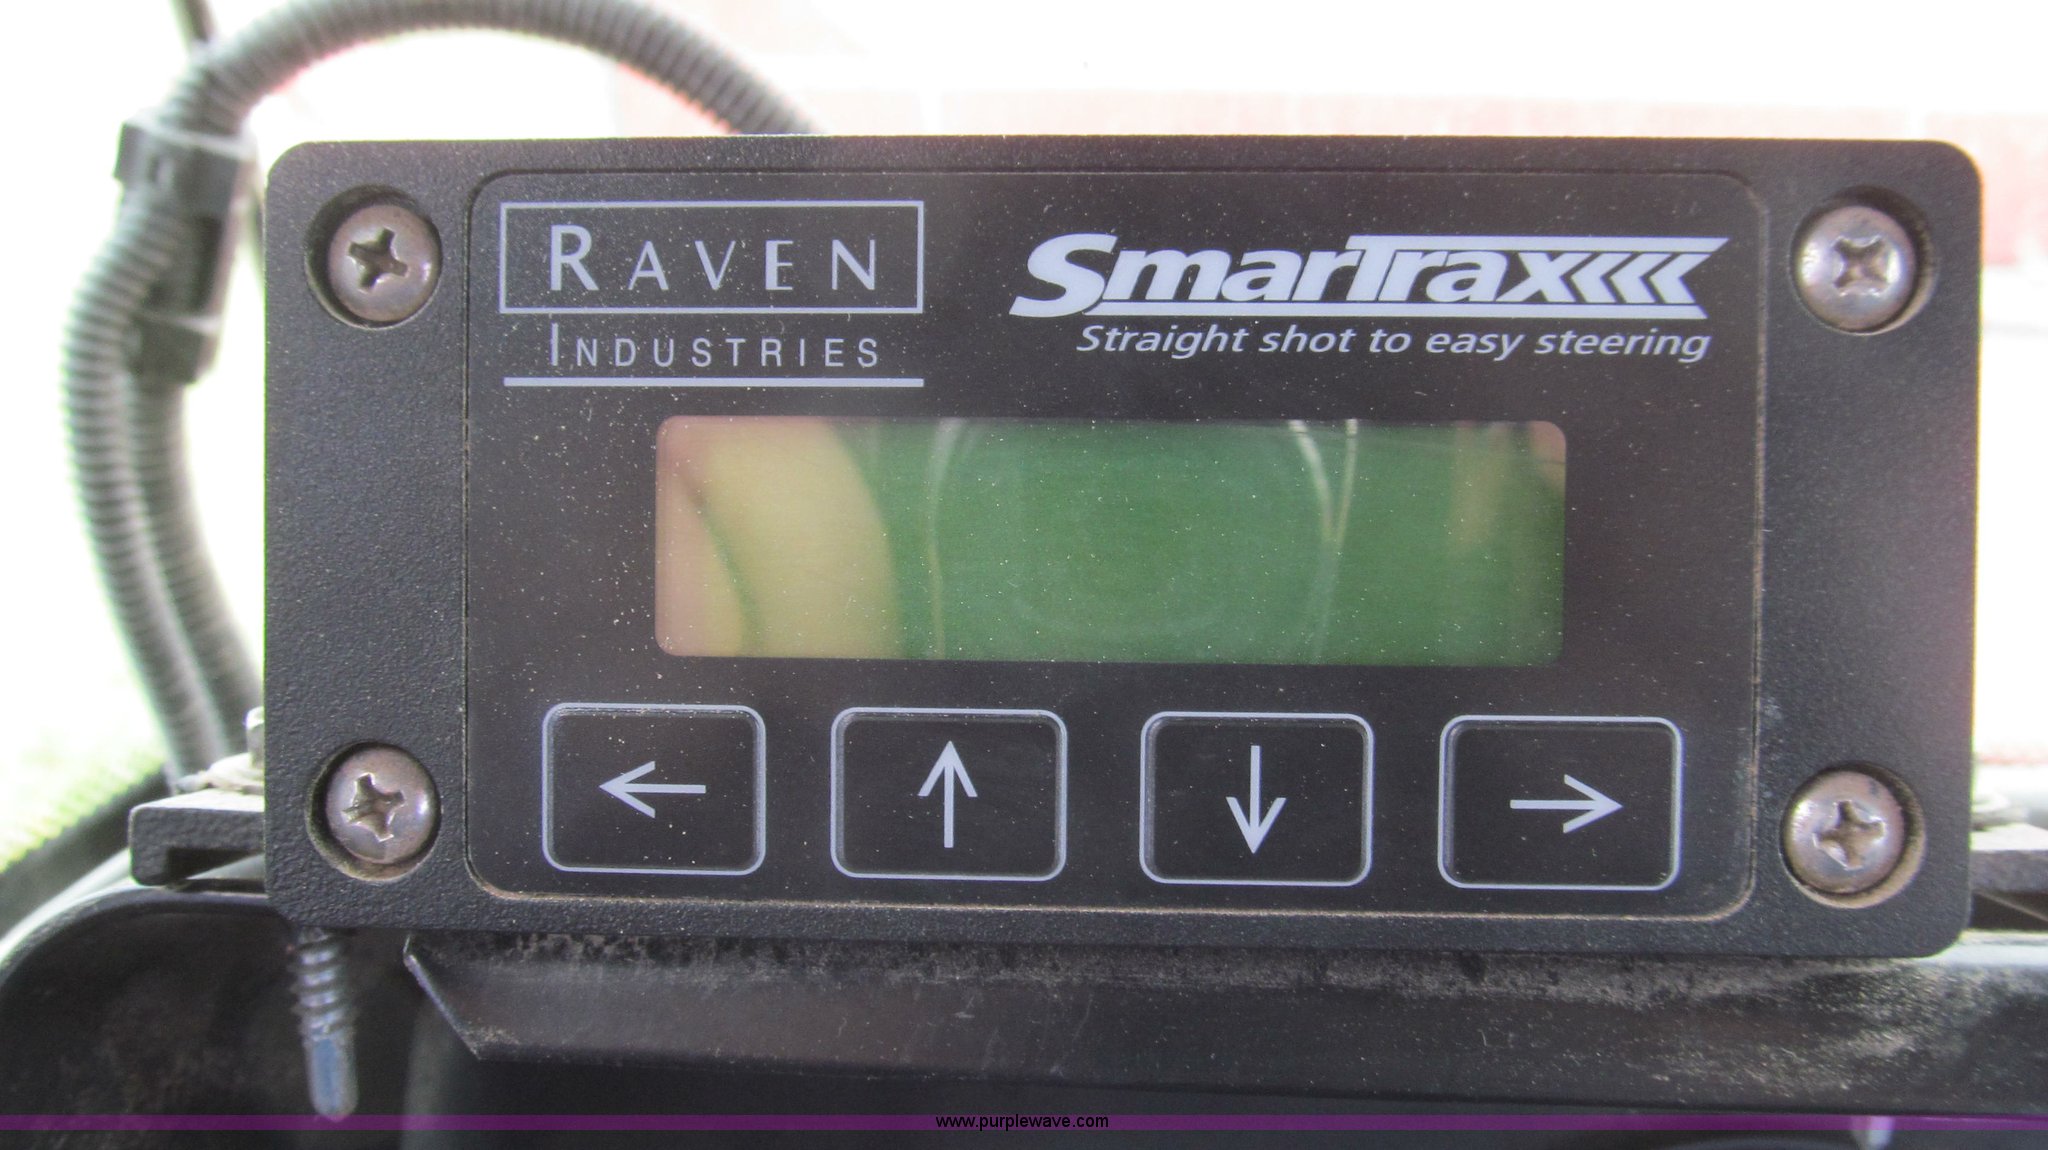 RAVEN
INDUSTRIES
SmarTrax
Straight shot to easy steering
www.purplewave.com